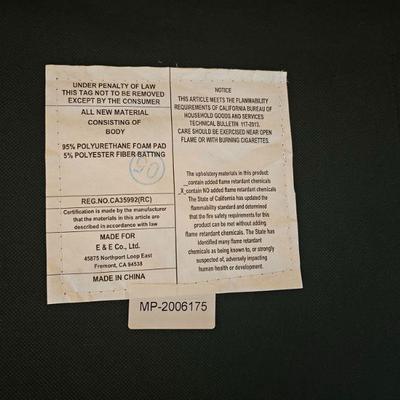 UNDER PENALTY OF LAW
THIS TAG NOT TO BE REMOVED
EXCEPT BY THE CONSUMER
ALL NEW MATERIAL
CONSISTING OF
BODY
95% POLYURETHANE FOAM PAD
5% POLYESTER FIBER BATTING
REG.NO.CA35992(RC)
Certification is made by the manufacturer
that the materials in this article are
described in accordance with law
MADE FOR
E & E Co., Ltd.
45875 Northport Loop East
Fremont, CA 94538
MADE IN CHINA
NOTICE
THIS ARTICLE MEETS THE FLAMMABILITY
REQUIREMENTS OF CALIFORNIA BUREAU OF
HOUSEHOLD GOODS AND SERVICES
TECHNICAL BULLETIN 117-2013.
CARE SHOULD BE EXERCISED NEAR OPEN
FLAME OR WITH BURNING CIGARETTES.
The upholstery materials in this product:
_contain added flame retardant chemicals
_X_contain NO added flame retardant chemicals
The State of California has updated the
flammability standard and determined
that the fire safety requirements for this
product can be met without adding
flame retardant chemicals. The State has
identified many flame retardant
chemicals as being known to, or strongly
suspected of, adversely impacting
human health or development.
MP-2006175